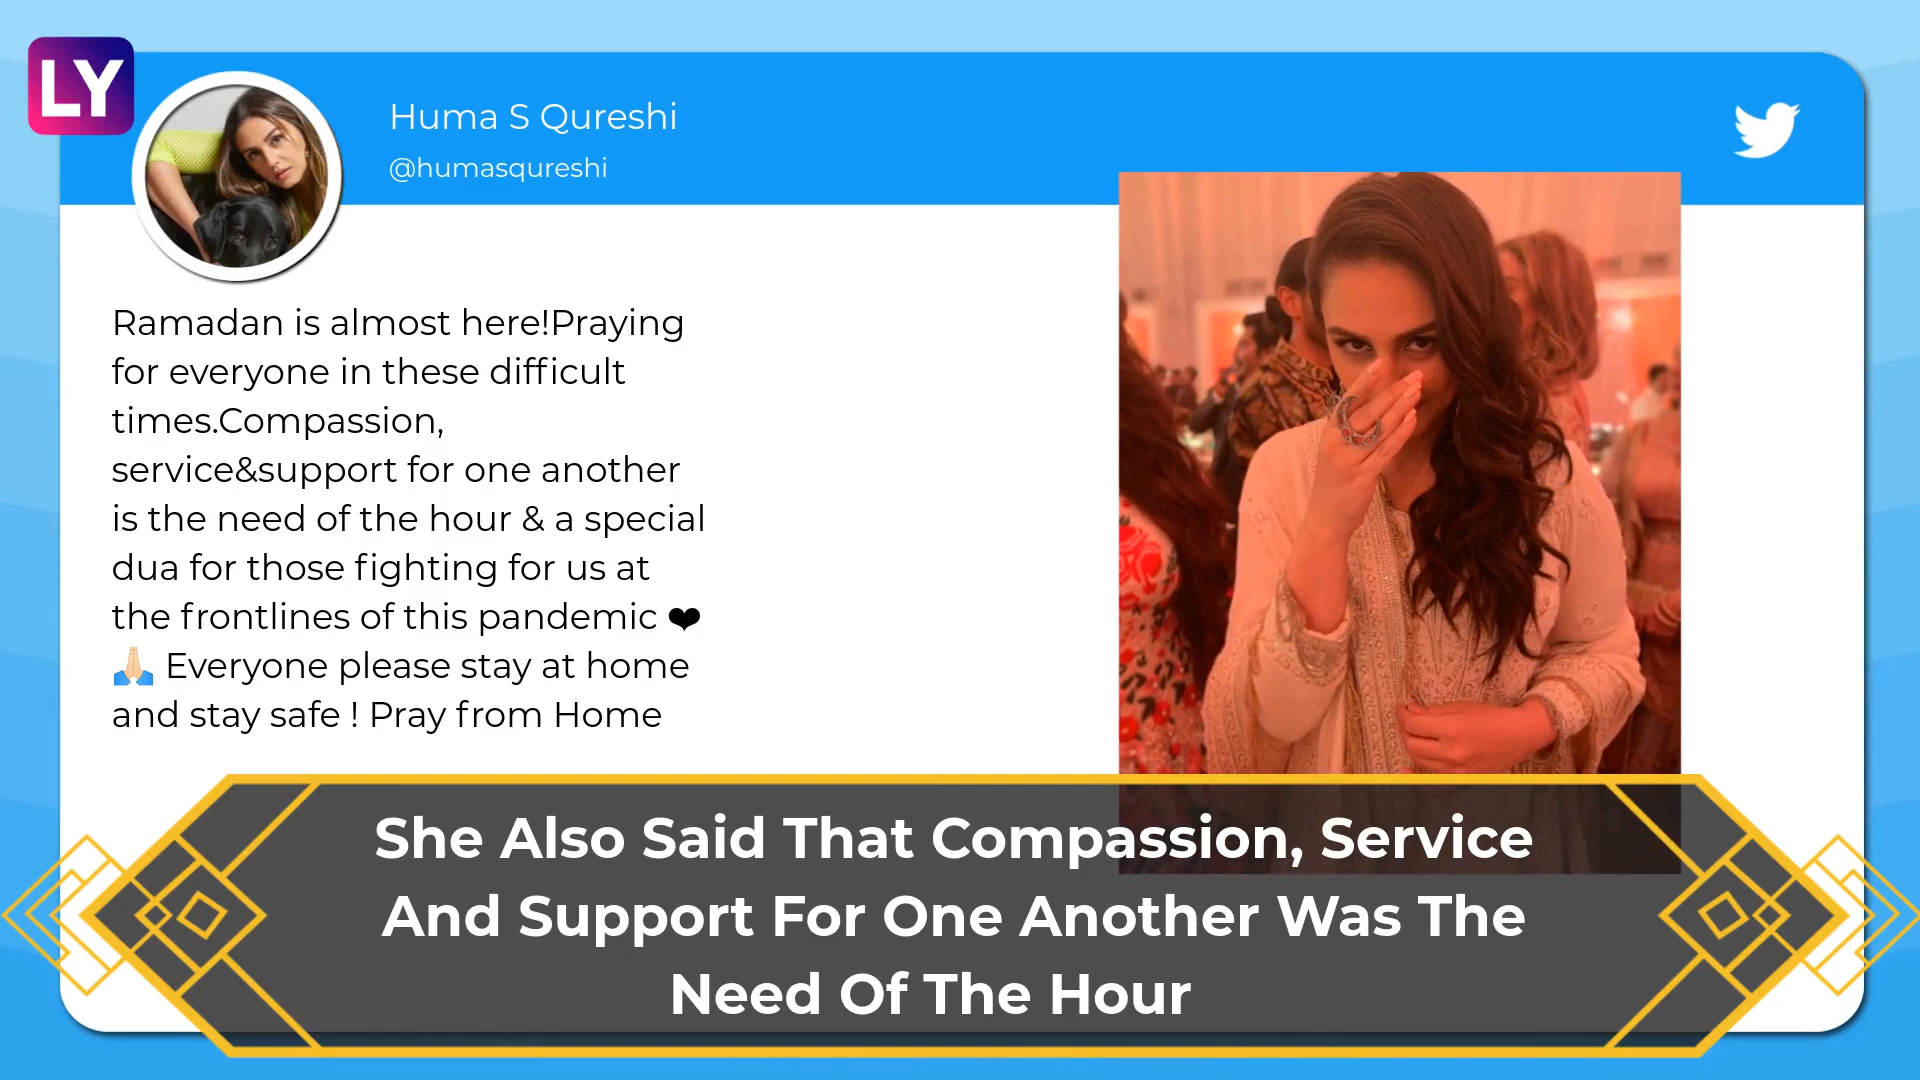 LY
Huma S Qureshi
@humasqureshi
Ramadan is almost here!Praying
for everyone in these difficult
times.Compassion,
service&support for one another
is the need of the hour & a special
dua for those fighting for us at
the frontlines of this pandemic ❤
🙏🏻 Everyone please stay at home
and stay safe ! Pray from Home
She Also Said That Compassion, Service
And Support For One Another Was The
Need Of The Hour